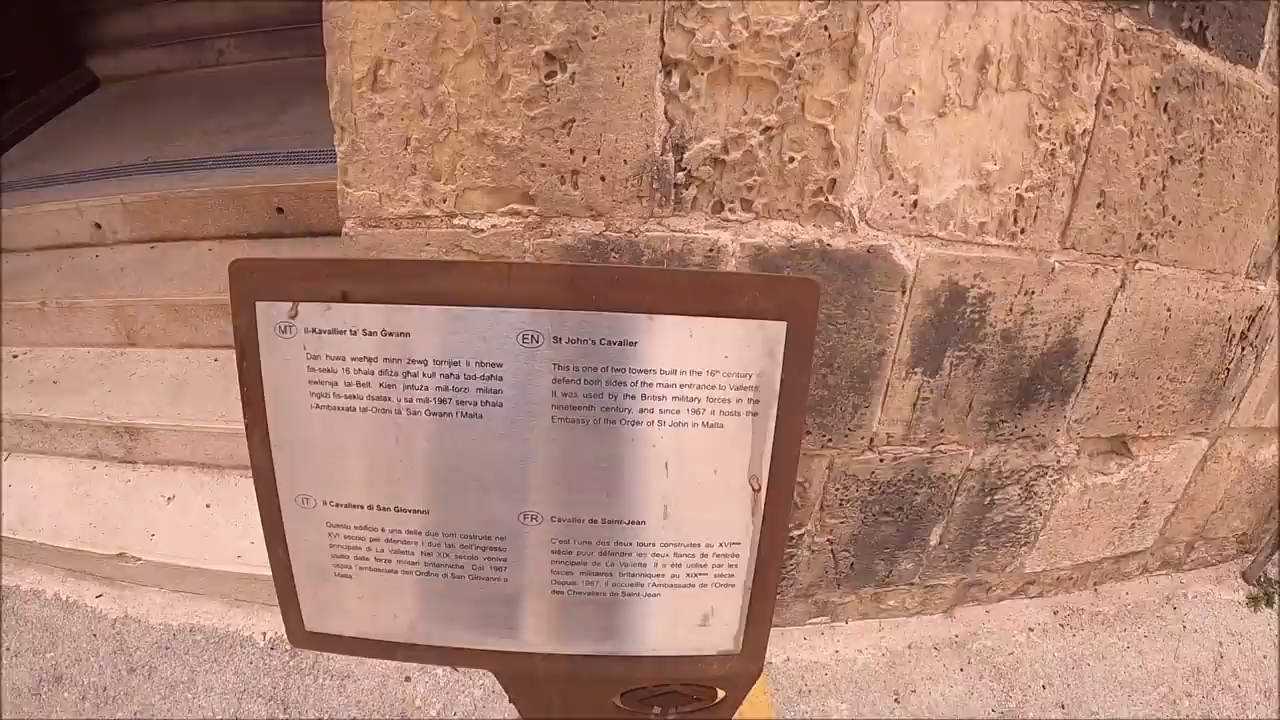 MT Il-Kavallier ta' San Ġwann
Dan huwa wieħed minn żewġ torrijiet li nbnew
fis-seklu 16 bħala difiża għal kull naħa tad-daħla
ewlenija tal-Belt. Kien jintuża mill-forzi militari
Ingliżi fis-seklu dsatax, u sa mill-1967 serva bħala
l-Ambaxxata tal-Ordni ta' San Ġwann f'Malta
EN St John's Cavalier
This is one of two towers built in the 16th century
defend both sides of the main entrance to Valletta.
It was used by the British military forces in the
nineteenth century, and since 1967 it hosts the
Embassy of the Order of St John in Malta
IT Il Cavaliere di San Giovanni
Questo edificio è una delle due torri costruite nel
XVI secolo per difendere i due lati dell'ingresso
principale di La Valletta. Nel XIX secolo veniva
usato dalle forze militari britanniche. Dal 1967
ospita l'ambasciata dell'Ordine di San Giovanni a
Malta
FR Cavalier de Saint-Jean
C'est l'une des deux tours construites au XVIème
siècle pour défendre les deux flancs de l'entrée
principale de La Valette. Il a été utilisé par les
forces militaires britanniques au XIXème siècle.
Depuis 1967, il accueille l'Ambassade de l'Ordre
des Chevaliers de Saint-Jean